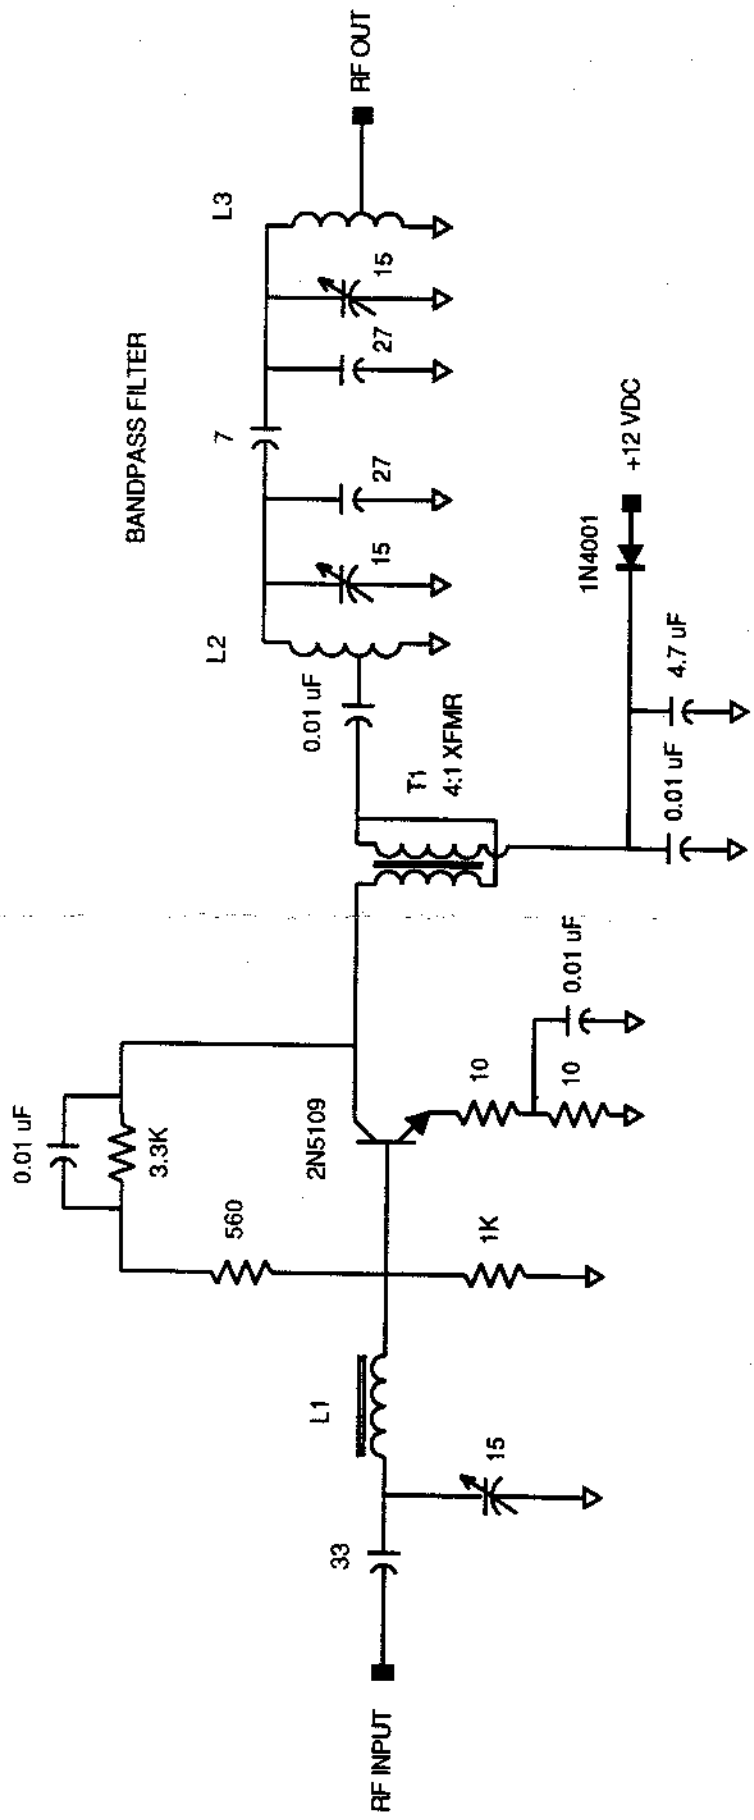 RF INPUT
33
15
L1
560
1K
0.01 uF
3.3K
2N5109
10
10
0.01 uF
T1
4:1 XFMR
0.01 uF
4.7 uF
1N4001
+12 VDC
0.01 uF
L2
15
27
7
BANDPASS FILTER
27
15
L3
RF OUT